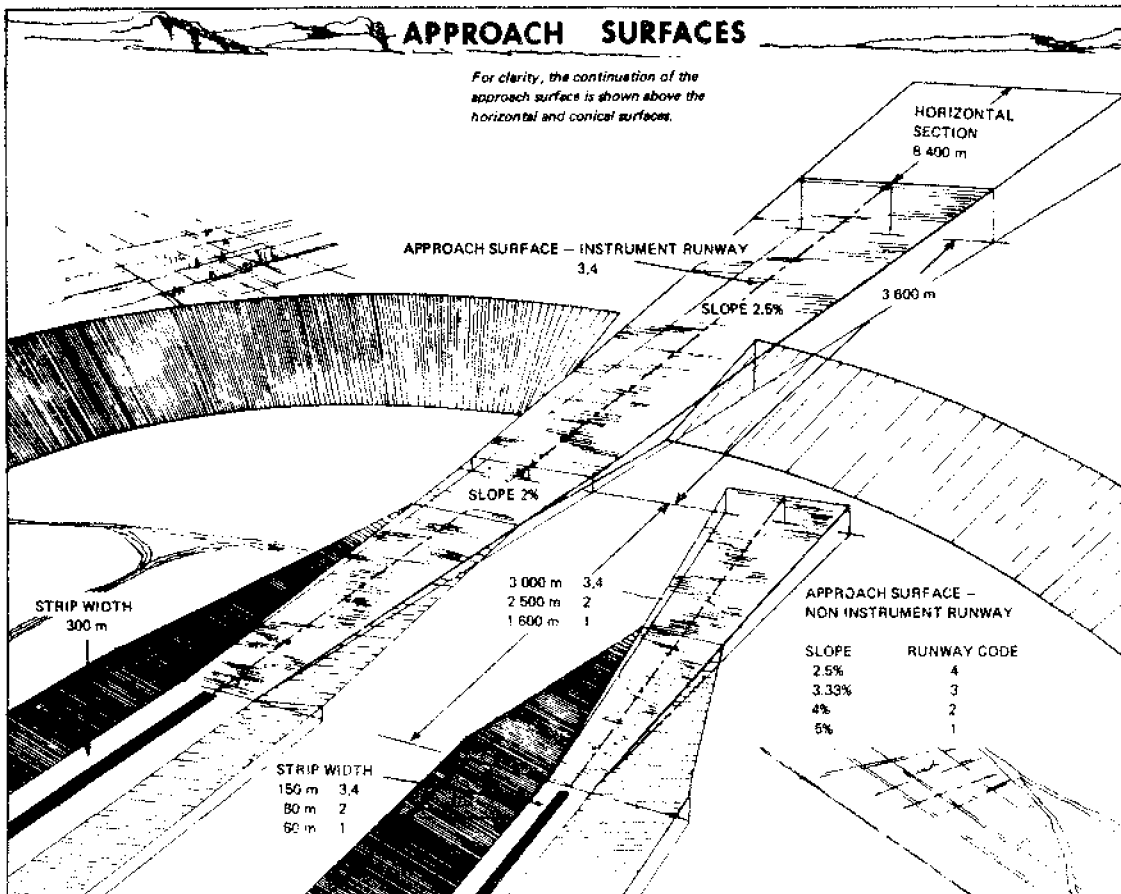 APPROACH SURFACES
For clarity, the continuation of the
approach surface is shown above the
horizontal and conical surfaces.
HORIZONTAL
SECTION
8 400 m
APPROACH SURFACE — INSTRUMENT RUNWAY
3,4
3 600 m
SLOPE 2.5%
SLOPE 2%
3 000 m 3,4
2 500 m 2
1 600 m 1
STRIP WIDTH
300 m
APPROACH SURFACE —
NON INSTRUMENT RUNWAY
SLOPE RUNWAY CODE
2.5% 4
3.33% 3
4% 2
5% 1
STRIP WIDTH
150 m 3,4
80 m 2
60 m 1